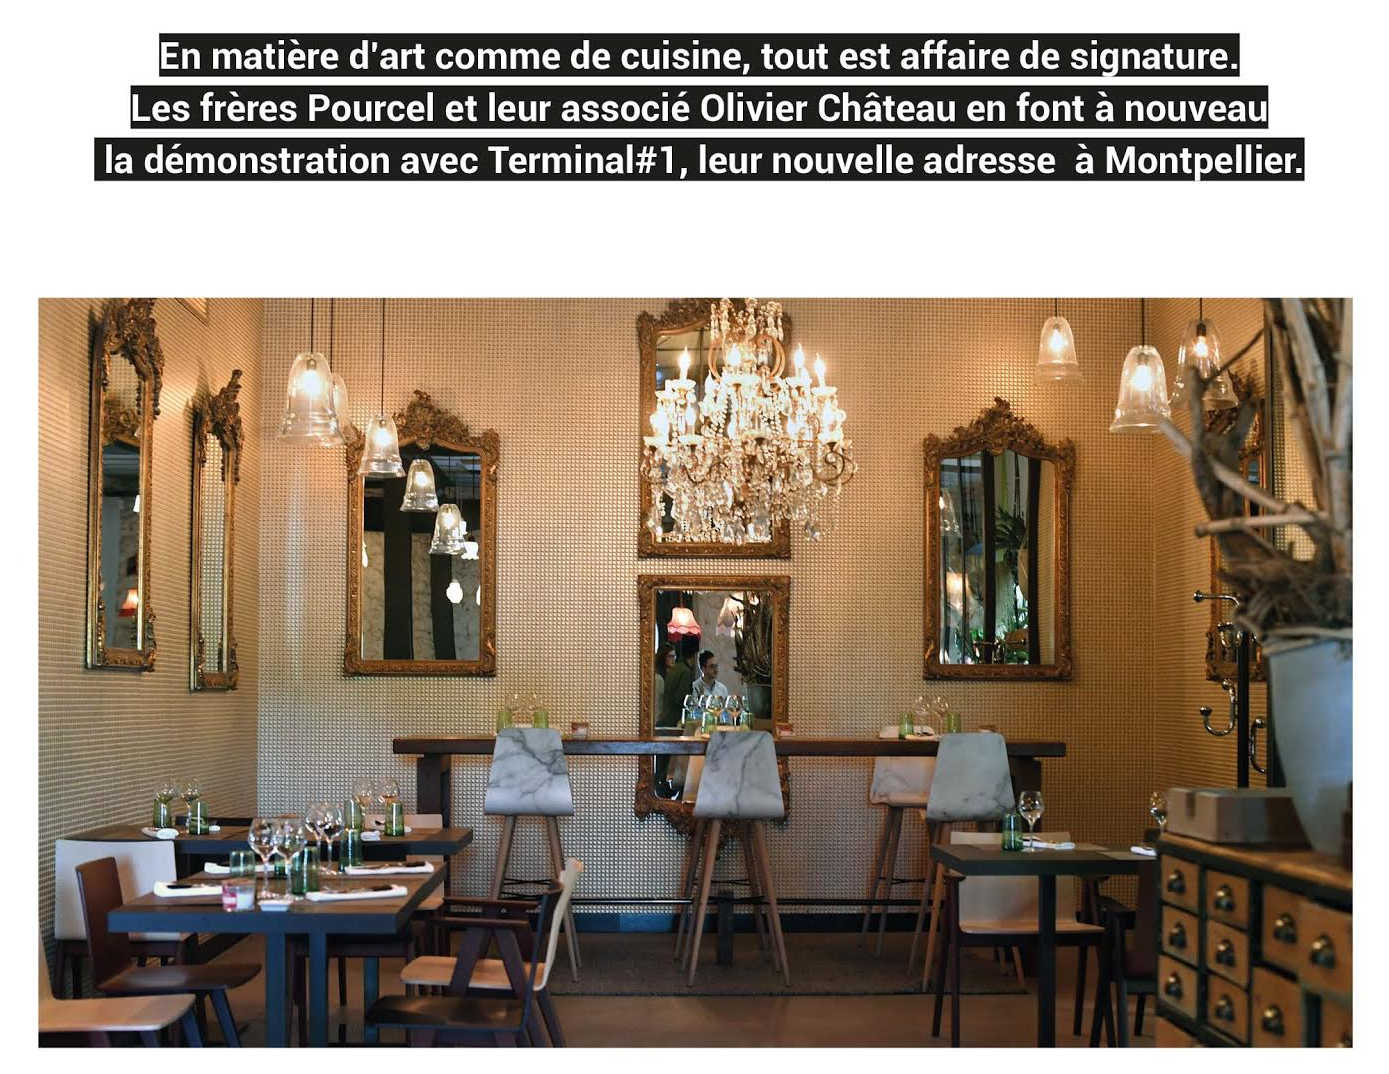 En matière d'art comme de cuisine, tout est affaire de signature.
Les frères Pourcel et leur associé Olivier Château en font à nouveau
la démonstration avec Terminal#1, leur nouvelle adresse à Montpellier.